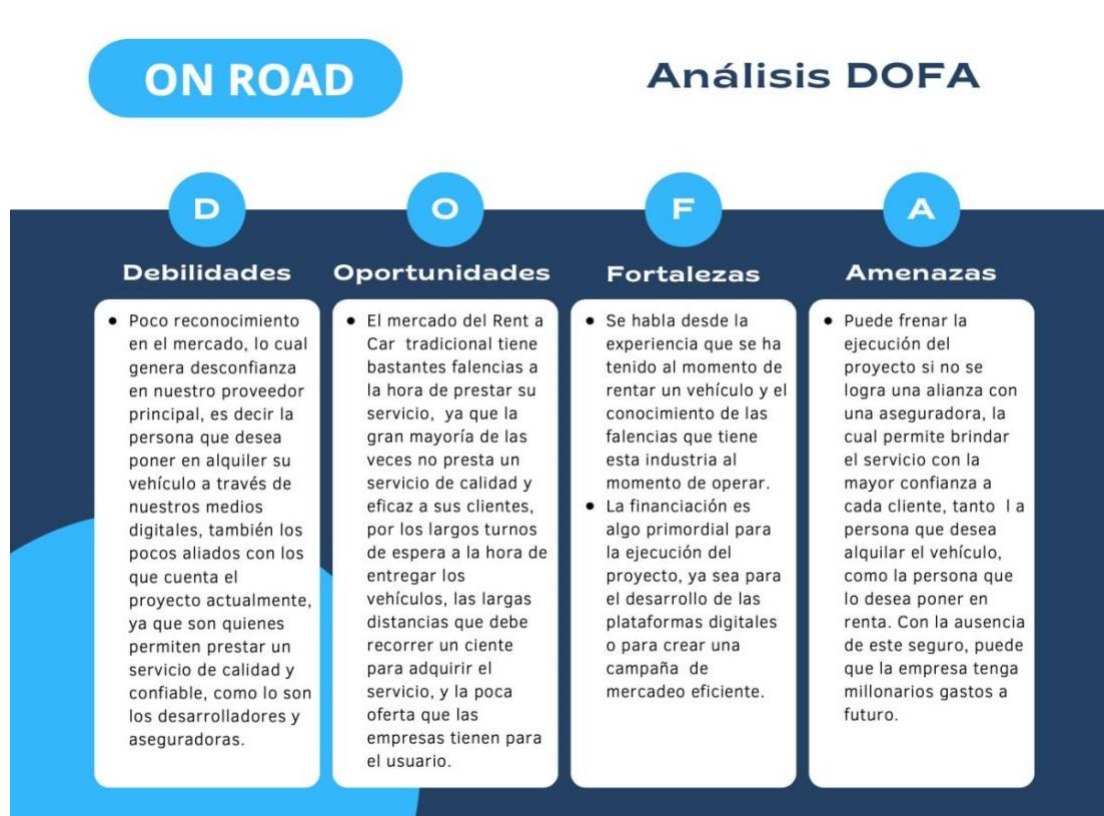 ON ROAD
Análisis DOFA
D
Debilidades
• Poco reconocimiento
en el mercado, lo cual
genera desconfianza
en nuestro proveedor
principal, es decir la
persona que desea
poner en alquiler su
vehículo a través de
nuestros medios
digitales, también los
pocos aliados con los
que cuenta el
proyecto actualmente,
ya que son quienes
permiten prestar un
servicio de calidad y
confiable, como lo son
los desarrolladores y
aseguradoras.
O
Oportunidades
• El mercado del Rent a
Car tradicional tiene
bastantes falencias a
la hora de prestar su
servicio, ya que la
gran mayoría de las
veces no presta un
servicio de calidad y
eficaz a sus clientes,
por los largos turnos
de espera a la hora de
entregar los
vehículos, las largas
distancias que debe
recorrer un ciente
para adquirir el
servicio, y la poca
oferta que las
empresas tienen para
el usuario.
F
Fortalezas
• Se habla desde la
experiencia que se ha
tenido al momento de
rentar un vehículo y el
conocimiento de las
falencias que tiene
esta industria al
momento de operar.
• La financiación es
algo primordial para
la ejecución del
proyecto, ya sea para
el desarrollo de las
plataformas digitales
o para crear una
campaña de
mercadeo eficiente.
A
Amenazas
• Puede frenar la
ejecución del
proyecto si no se
logra una alianza con
una aseguradora, la
cual permite brindar
el servicio con la
mayor confianza a
cada cliente, tanto l a
persona que desea
alquilar el vehículo,
como la persona que
lo desea poner en
renta. Con la ausencia
de este seguro, puede
que la empresa tenga
millonarios gastos a
futuro.